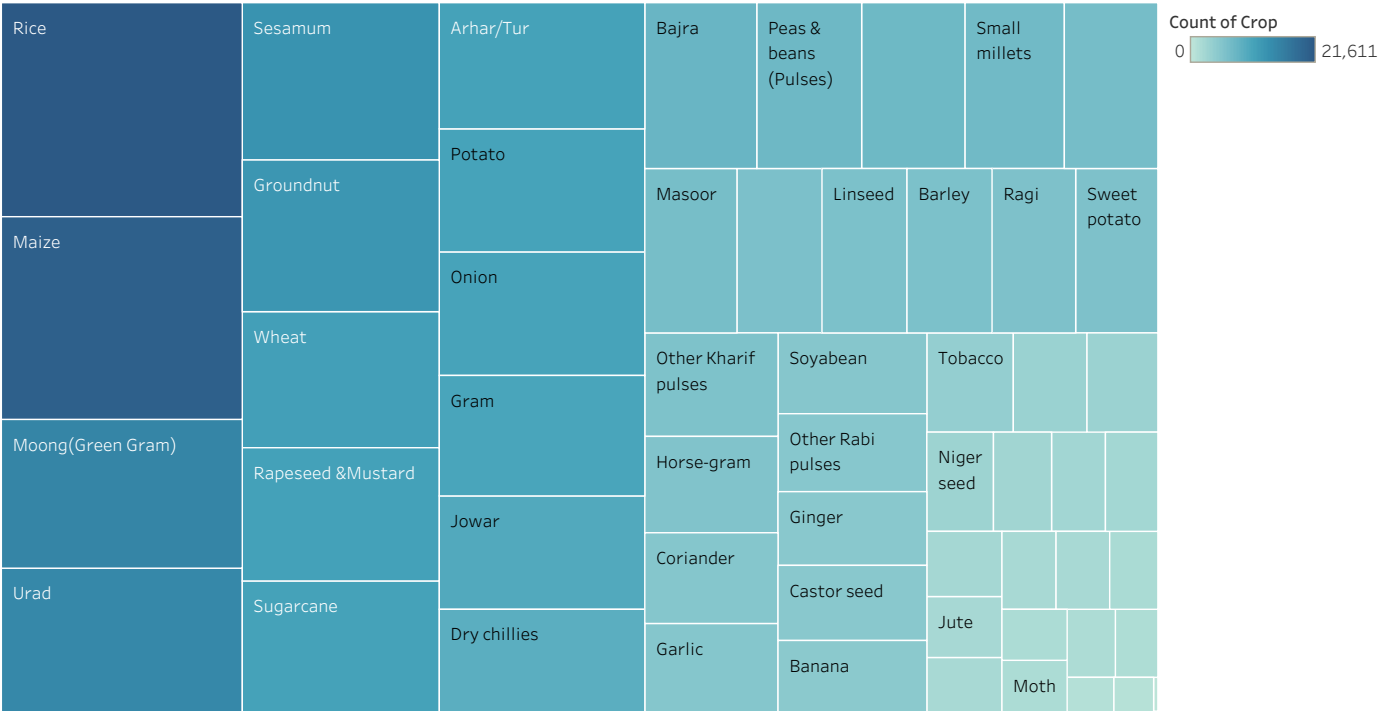 Rice
Maize
Moong(Green Gram)
Urad
Sesamum
Groundnut
Wheat
Rapeseed &Mustard
Sugarcane
Arhar/Tur
Potato
Onion
Gram
Jowar
Dry chillies
Bajra
Peas &
beans
(Pulses)
Small
millets
Masoor
Linseed
Barley
Ragi
Sweet
potato
Other Kharif
pulses
Horse-gram
Coriander
Garlic
Soyabean
Other Rabi
pulses
Ginger
Castor seed
Banana
Tobacco
Niger
seed
Jute
Moth
Count of Crop
0
21,611